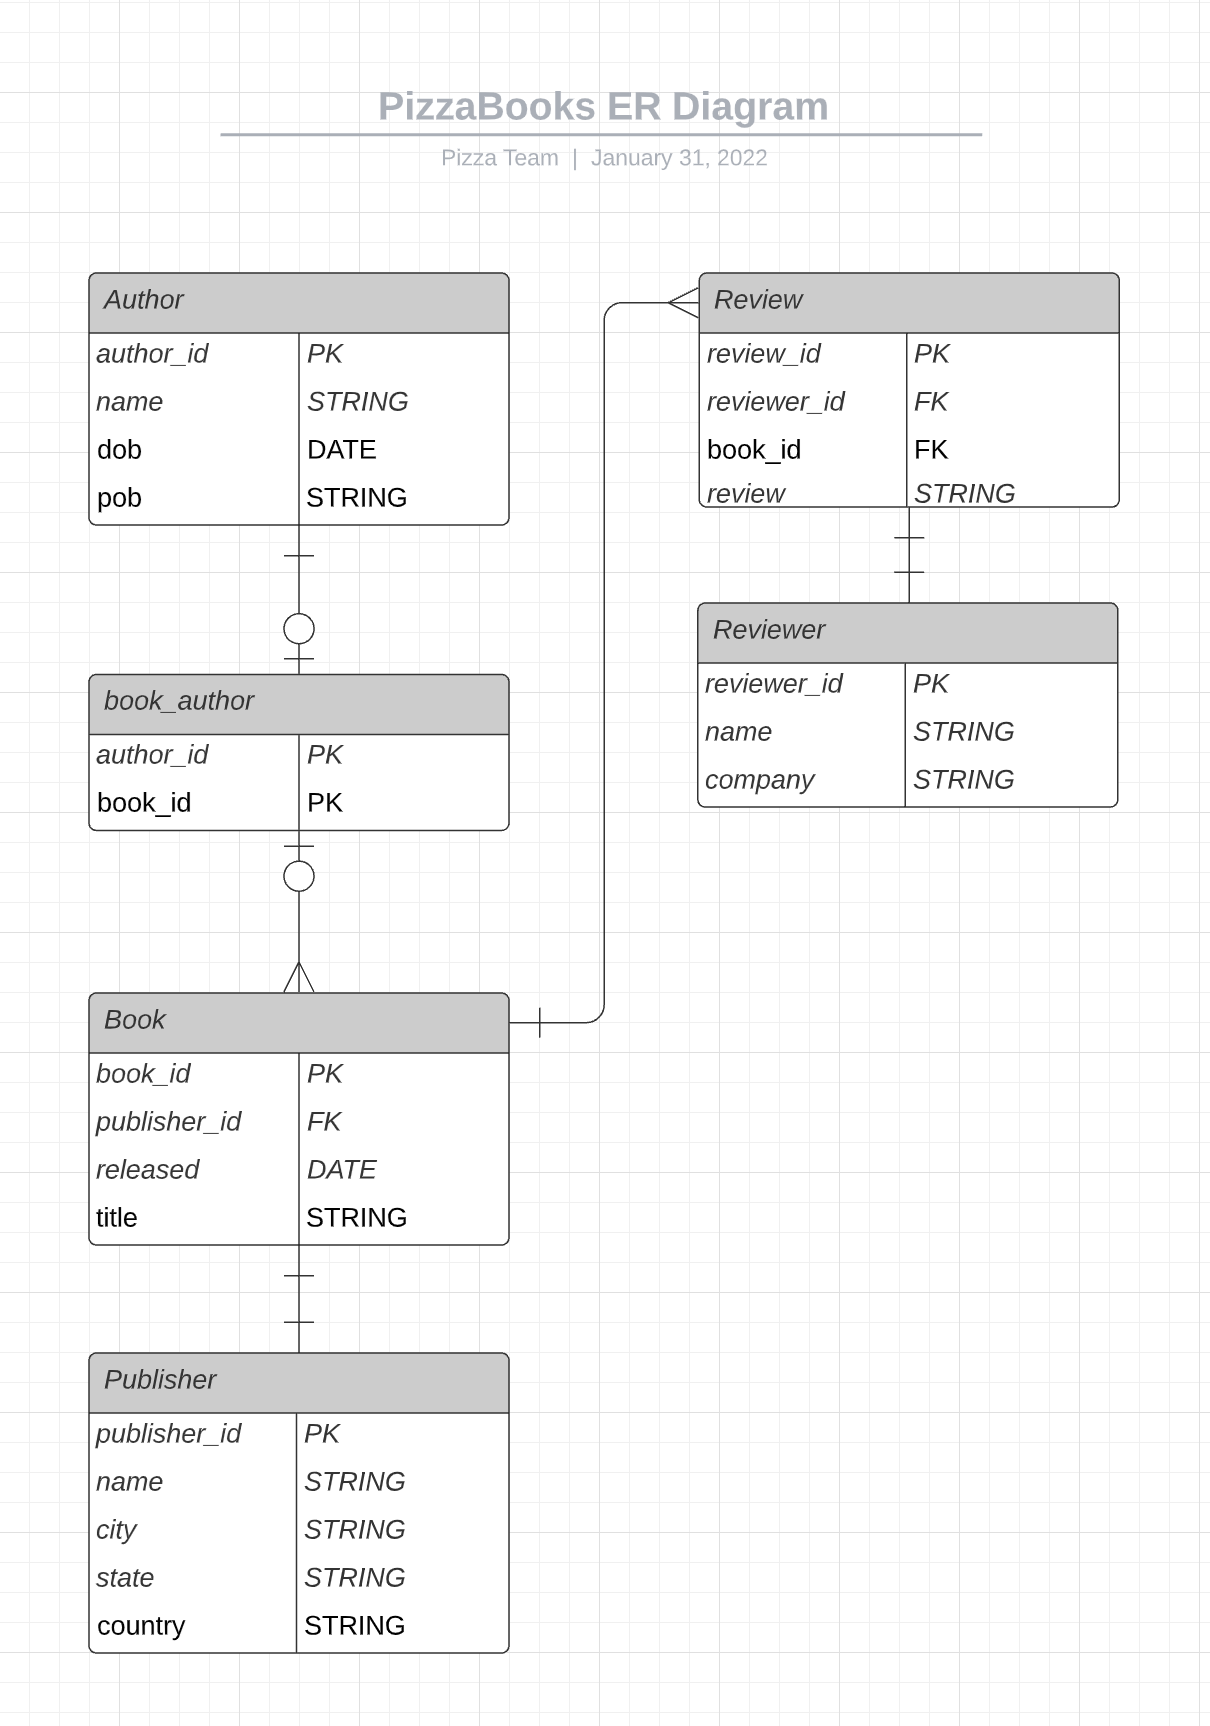 PizzaBooks ER Diagram
Pizza Team | January 31, 2022
Author
author_id PK
name STRING
dob DATE
pob STRING
book_author
author_id PK
book_id PK
Book
book_id PK
publisher_id FK
released DATE
title STRING
Publisher
publisher_id PK
name STRING
city STRING
state STRING
country STRING
Review
review_id PK
reviewer_id FK
book_id FK
review STRING
Reviewer
reviewer_id PK
name STRING
company STRING